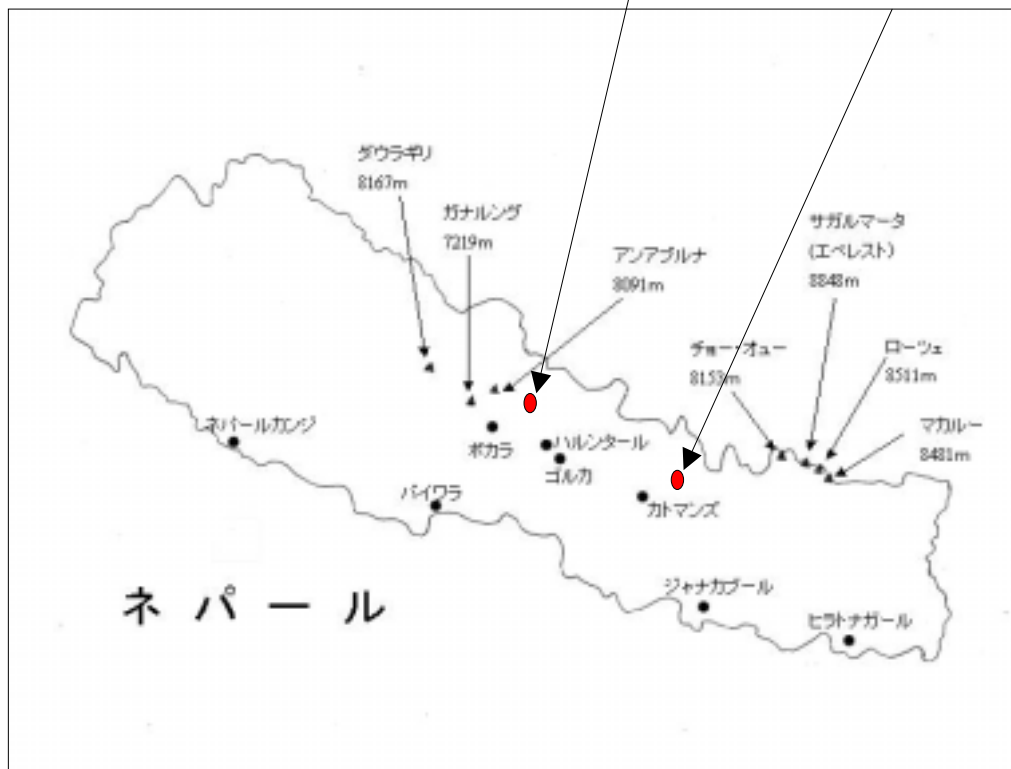 ダウラギリ
8167m
ガナルング
7219m
アンアプルナ
8091m
サガルマータ
(エベレスト)
8848m
チョー・オュー
8153m
ローツェ
8511m
マカルー
8481m
ネパールガンジ
ポカラ
ハルンタール
ゴルカ
バイワラ
カトマンズ
ジャナカプール
ヒラトナガール
ネパール